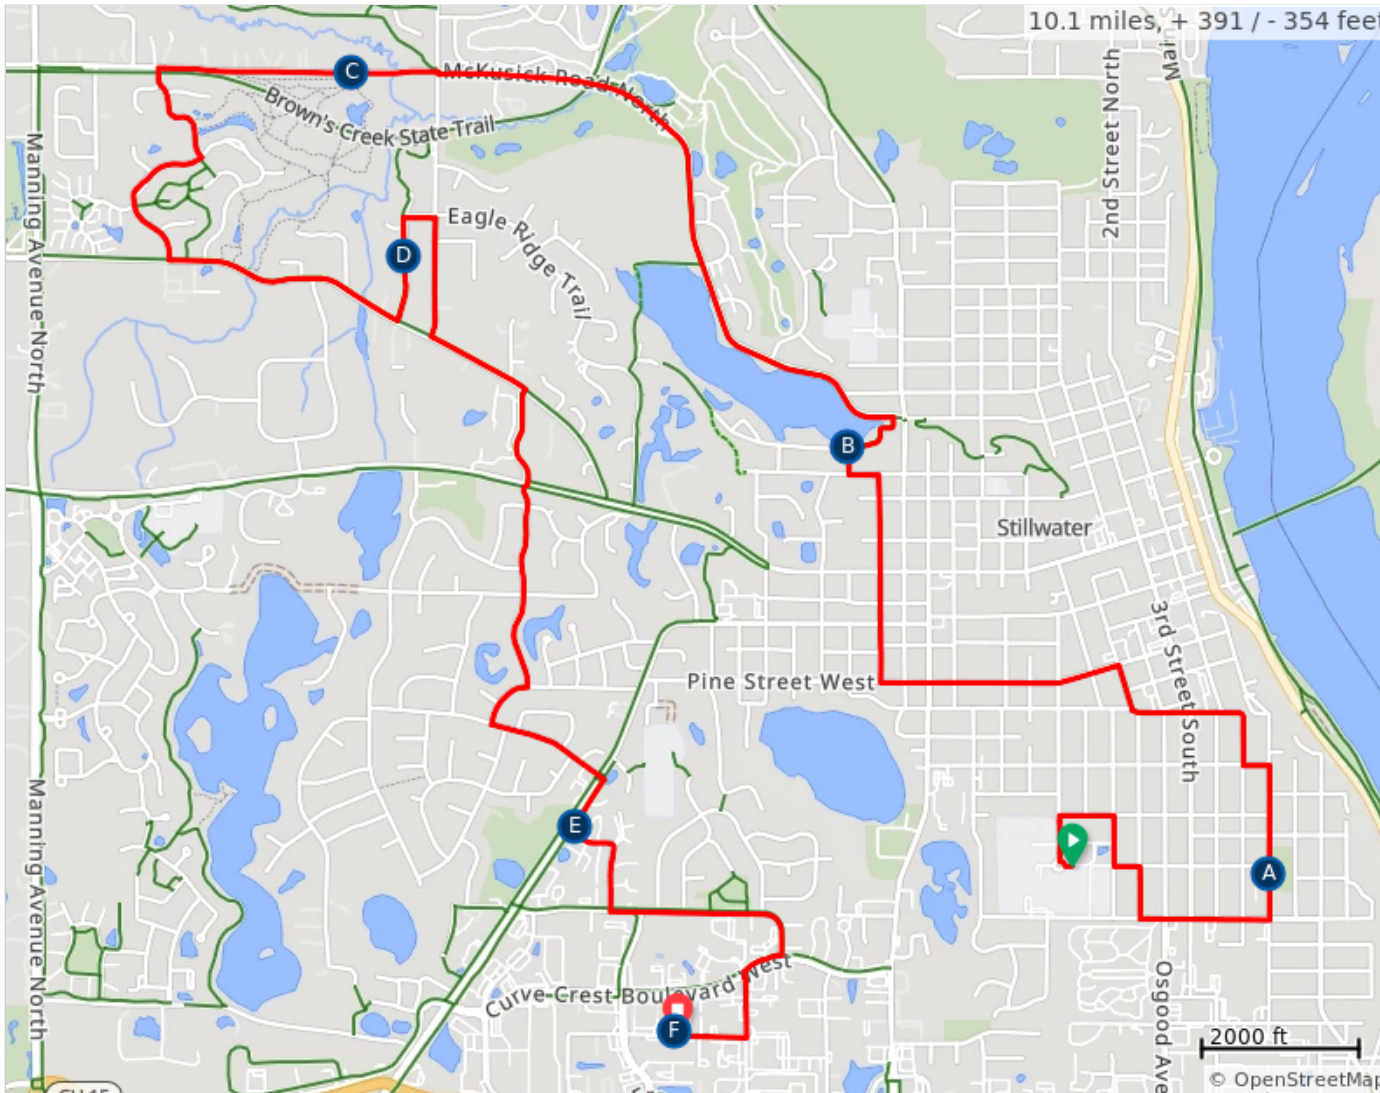 10.1 miles, + 391 / - 354 feet
C
McKusick Road North
Brown's Creek State Trail
2nd Street North
Manning Avenue North
Eagle Ridge Trail
D
B
Stillwater
3rd Street South
Pine Street West
Manning Avenue North
E
A
Curve Crest Boulevard West
F
Osgood Ave
2000 ft
© OpenStreetMap